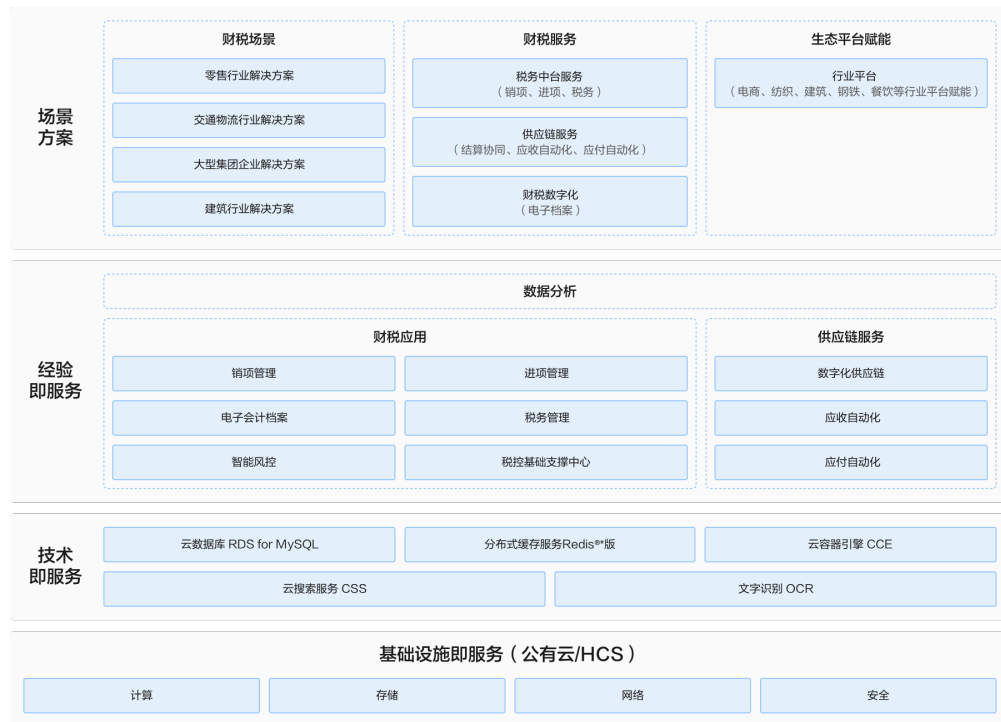 场景
方案
财税场景
零售行业解决方案
交通物流行业解决方案
大型集团企业解决方案
建筑行业解决方案
财税服务
税务中台服务
（销项、进项、税务）
供应链服务
（结算协同、应收自动化、应付自动化）
财税数字化
（电子档案）
生态平台赋能
行业平台
（电商、纺织、建筑、钢铁、餐饮等行业平台赋能）
经验
即服务
数据分析
财税应用
销项管理
进项管理
电子会计档案
税务管理
智能风控
税控基础支撑中心
供应链服务
数字化供应链
应收自动化
应付自动化
技术
即服务
云数据库 RDS for MySQL
分布式缓存服务Redis®*版
云容器引擎 CCE
云搜索服务 CSS
文字识别 OCR
基础设施即服务（公有云/HCS）
计算
存储
网络
安全